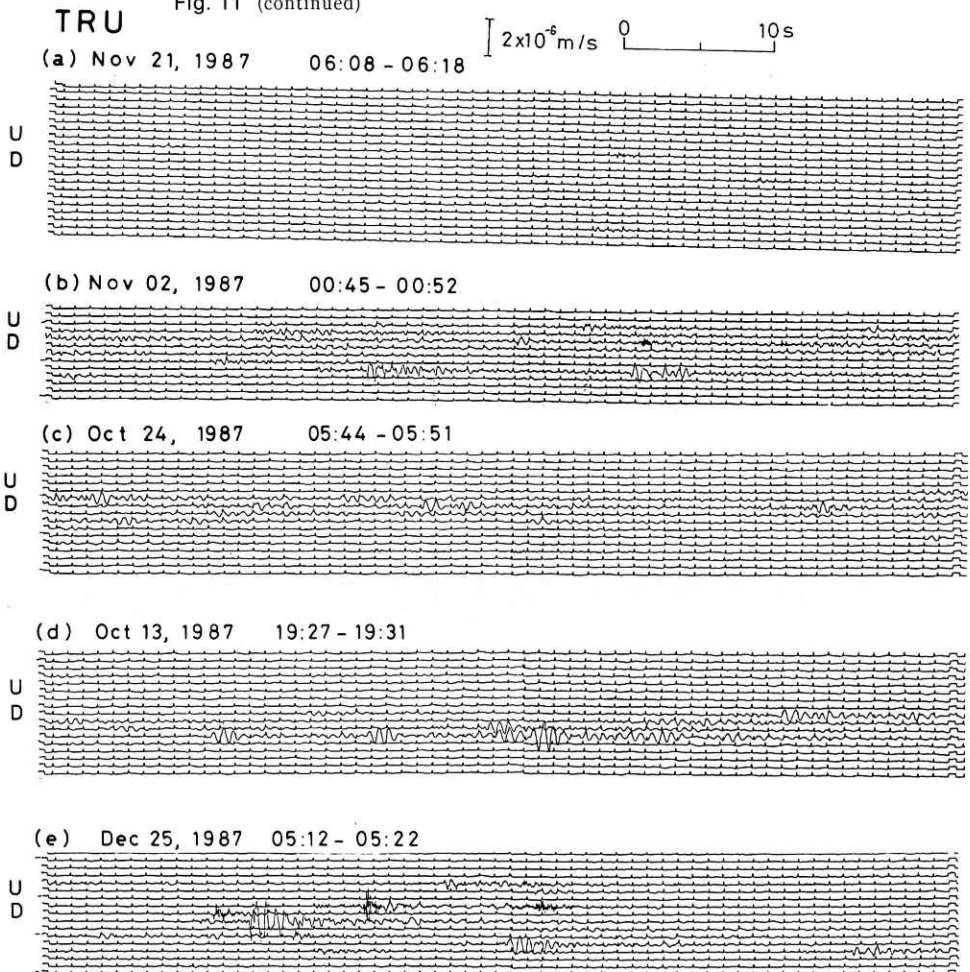 Fig. 11 (continued)
TRU
2x10⁻⁶m/s 0 10s
(a) Nov 21, 1987 06:08 - 06:18
U
D
(b) Nov 02, 1987 00:45 - 00:52
U
D
(c) Oct 24, 1987 05:44 - 05:51
U
D
(d) Oct 13, 1987 19:27 - 19:31
U
D
(e) Dec 25, 1987 05:12 - 05:22
U
D